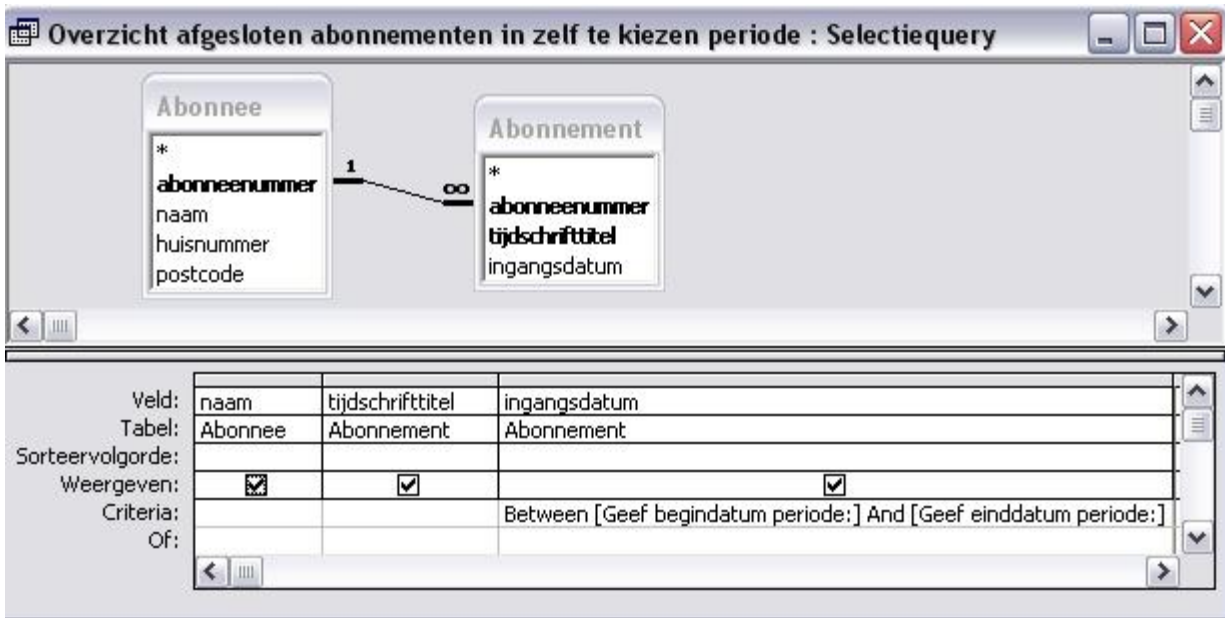 Overzicht afgesloten abonnementen in zelf te kiezen periode : Selectiequery
Abonnee
*
abonneenummer
naam
huisnummer
postcode
1
∞
Abonnement
*
abonneenummer
tijdschrifttitel
ingangsdatum
Veld: naam tijdschrifttitel ingangsdatum
Tabel: Abonnee Abonnement Abonnement
Sorteervolgorde:
Weergeven:
Criteria: Between [Geef begindatum periode:] And [Geef einddatum periode:]
Of: